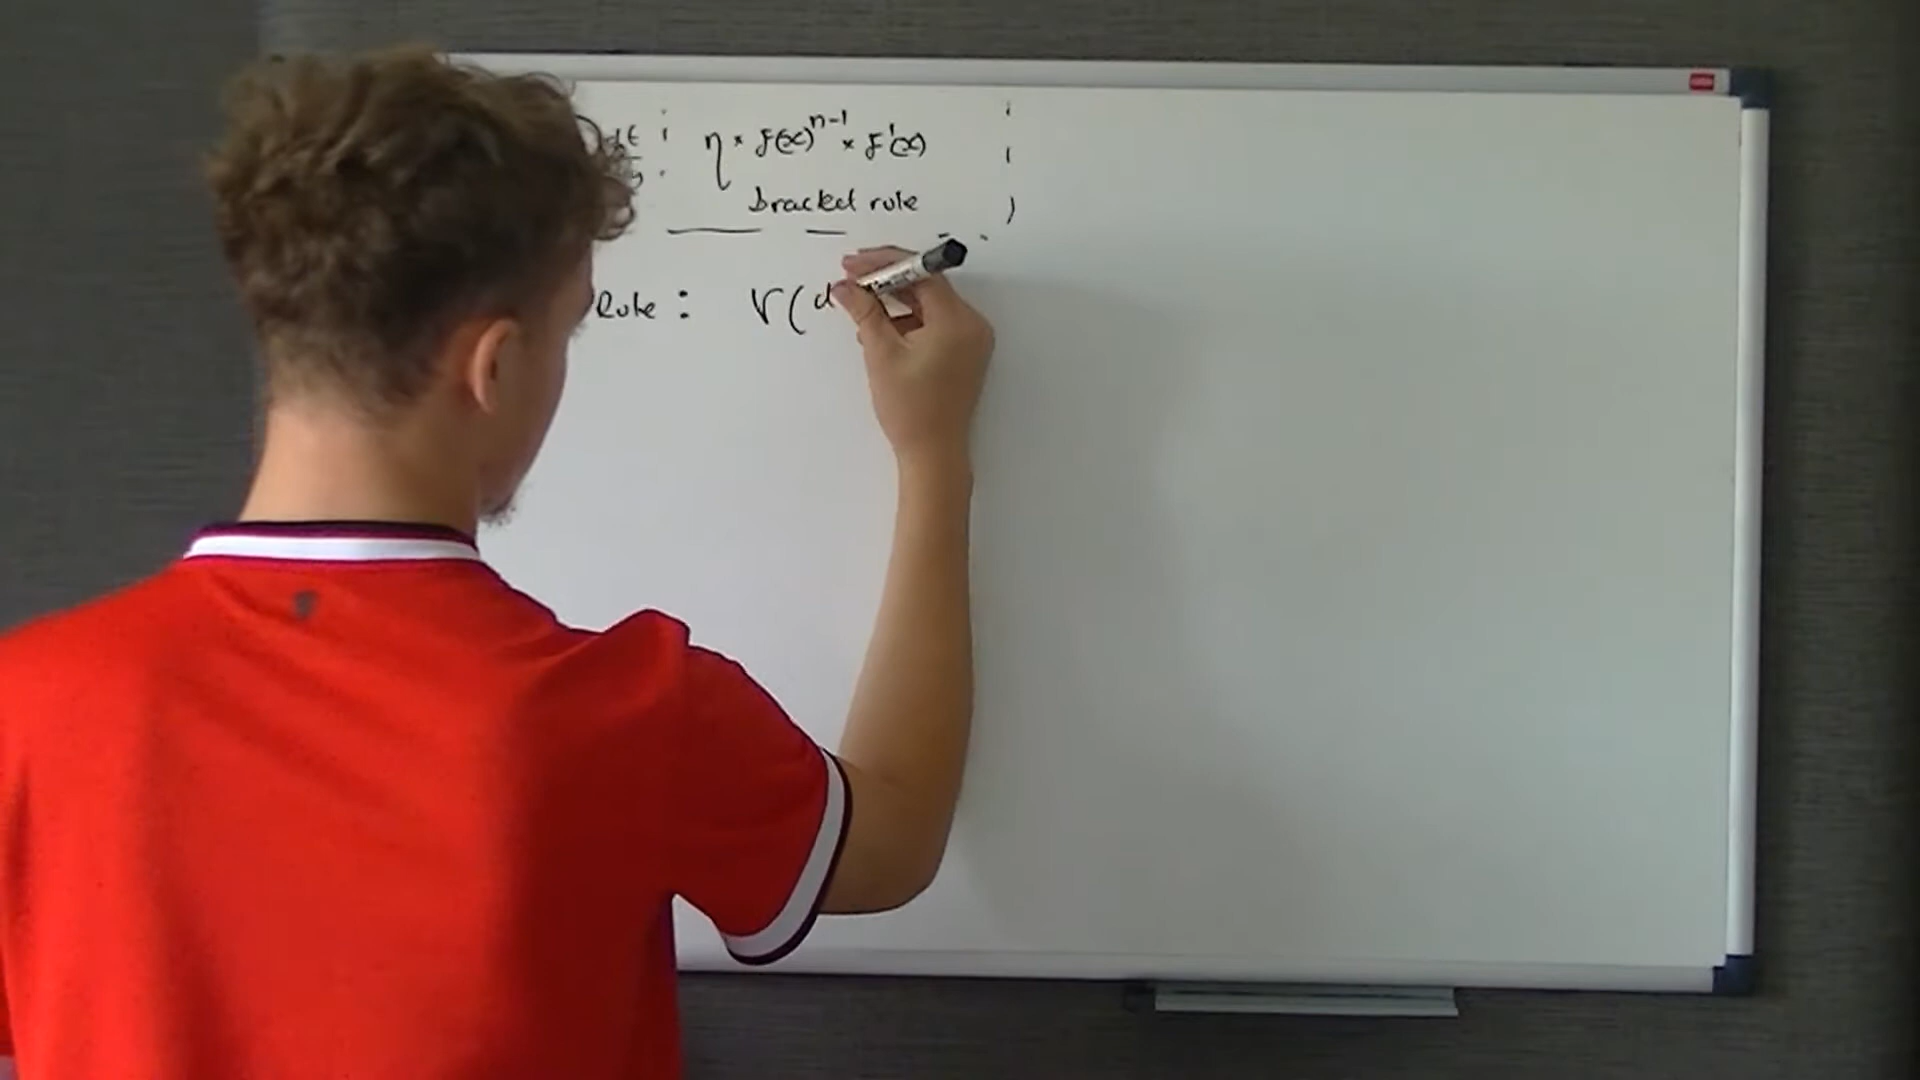 n × f(x)^{n-1} × f'(x)
bracket rule
Rule : V(d